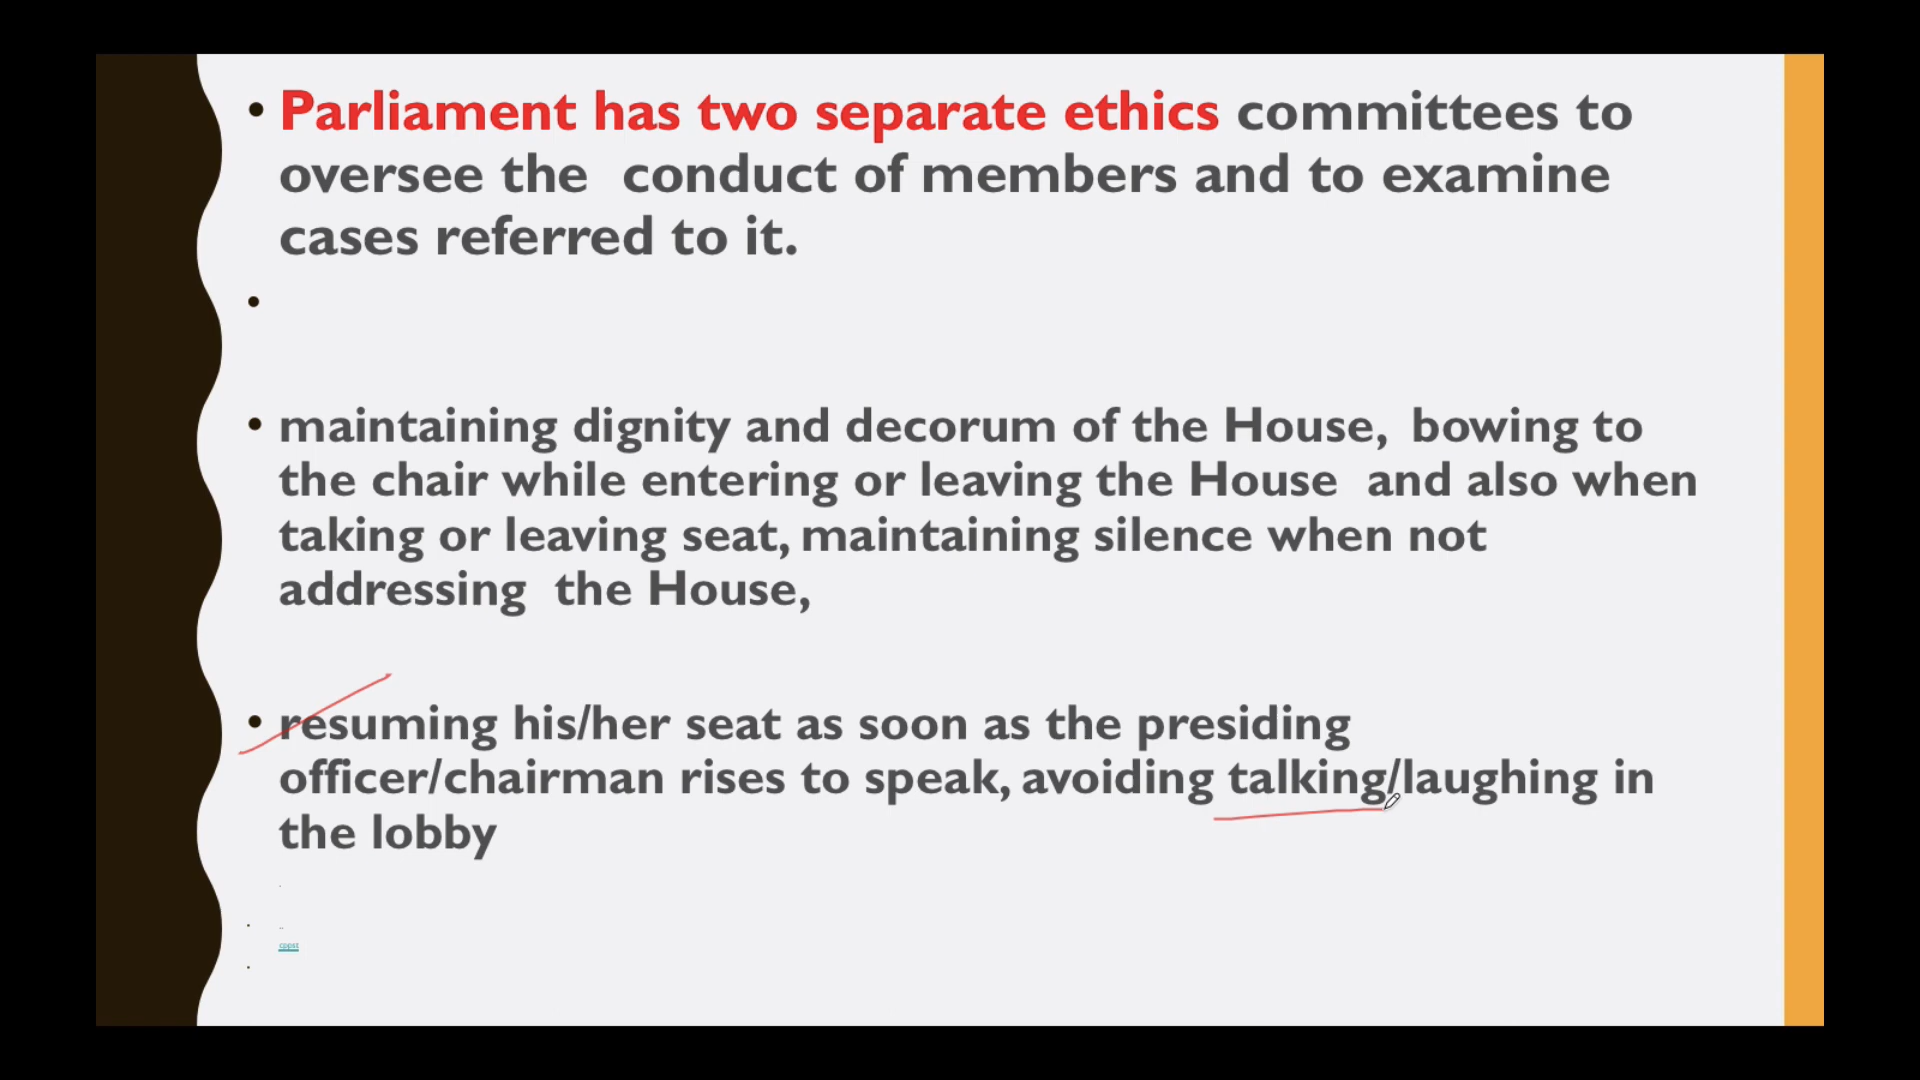 • Parliament has two separate ethics committees to
oversee the conduct of members and to examine
cases referred to it.
•
• maintaining dignity and decorum of the House, bowing to
the chair while entering or leaving the House and also when
taking or leaving seat, maintaining silence when not
addressing the House,
• resuming his/her seat as soon as the presiding
officer/chairman rises to speak, avoiding talking/laughing in
the lobby